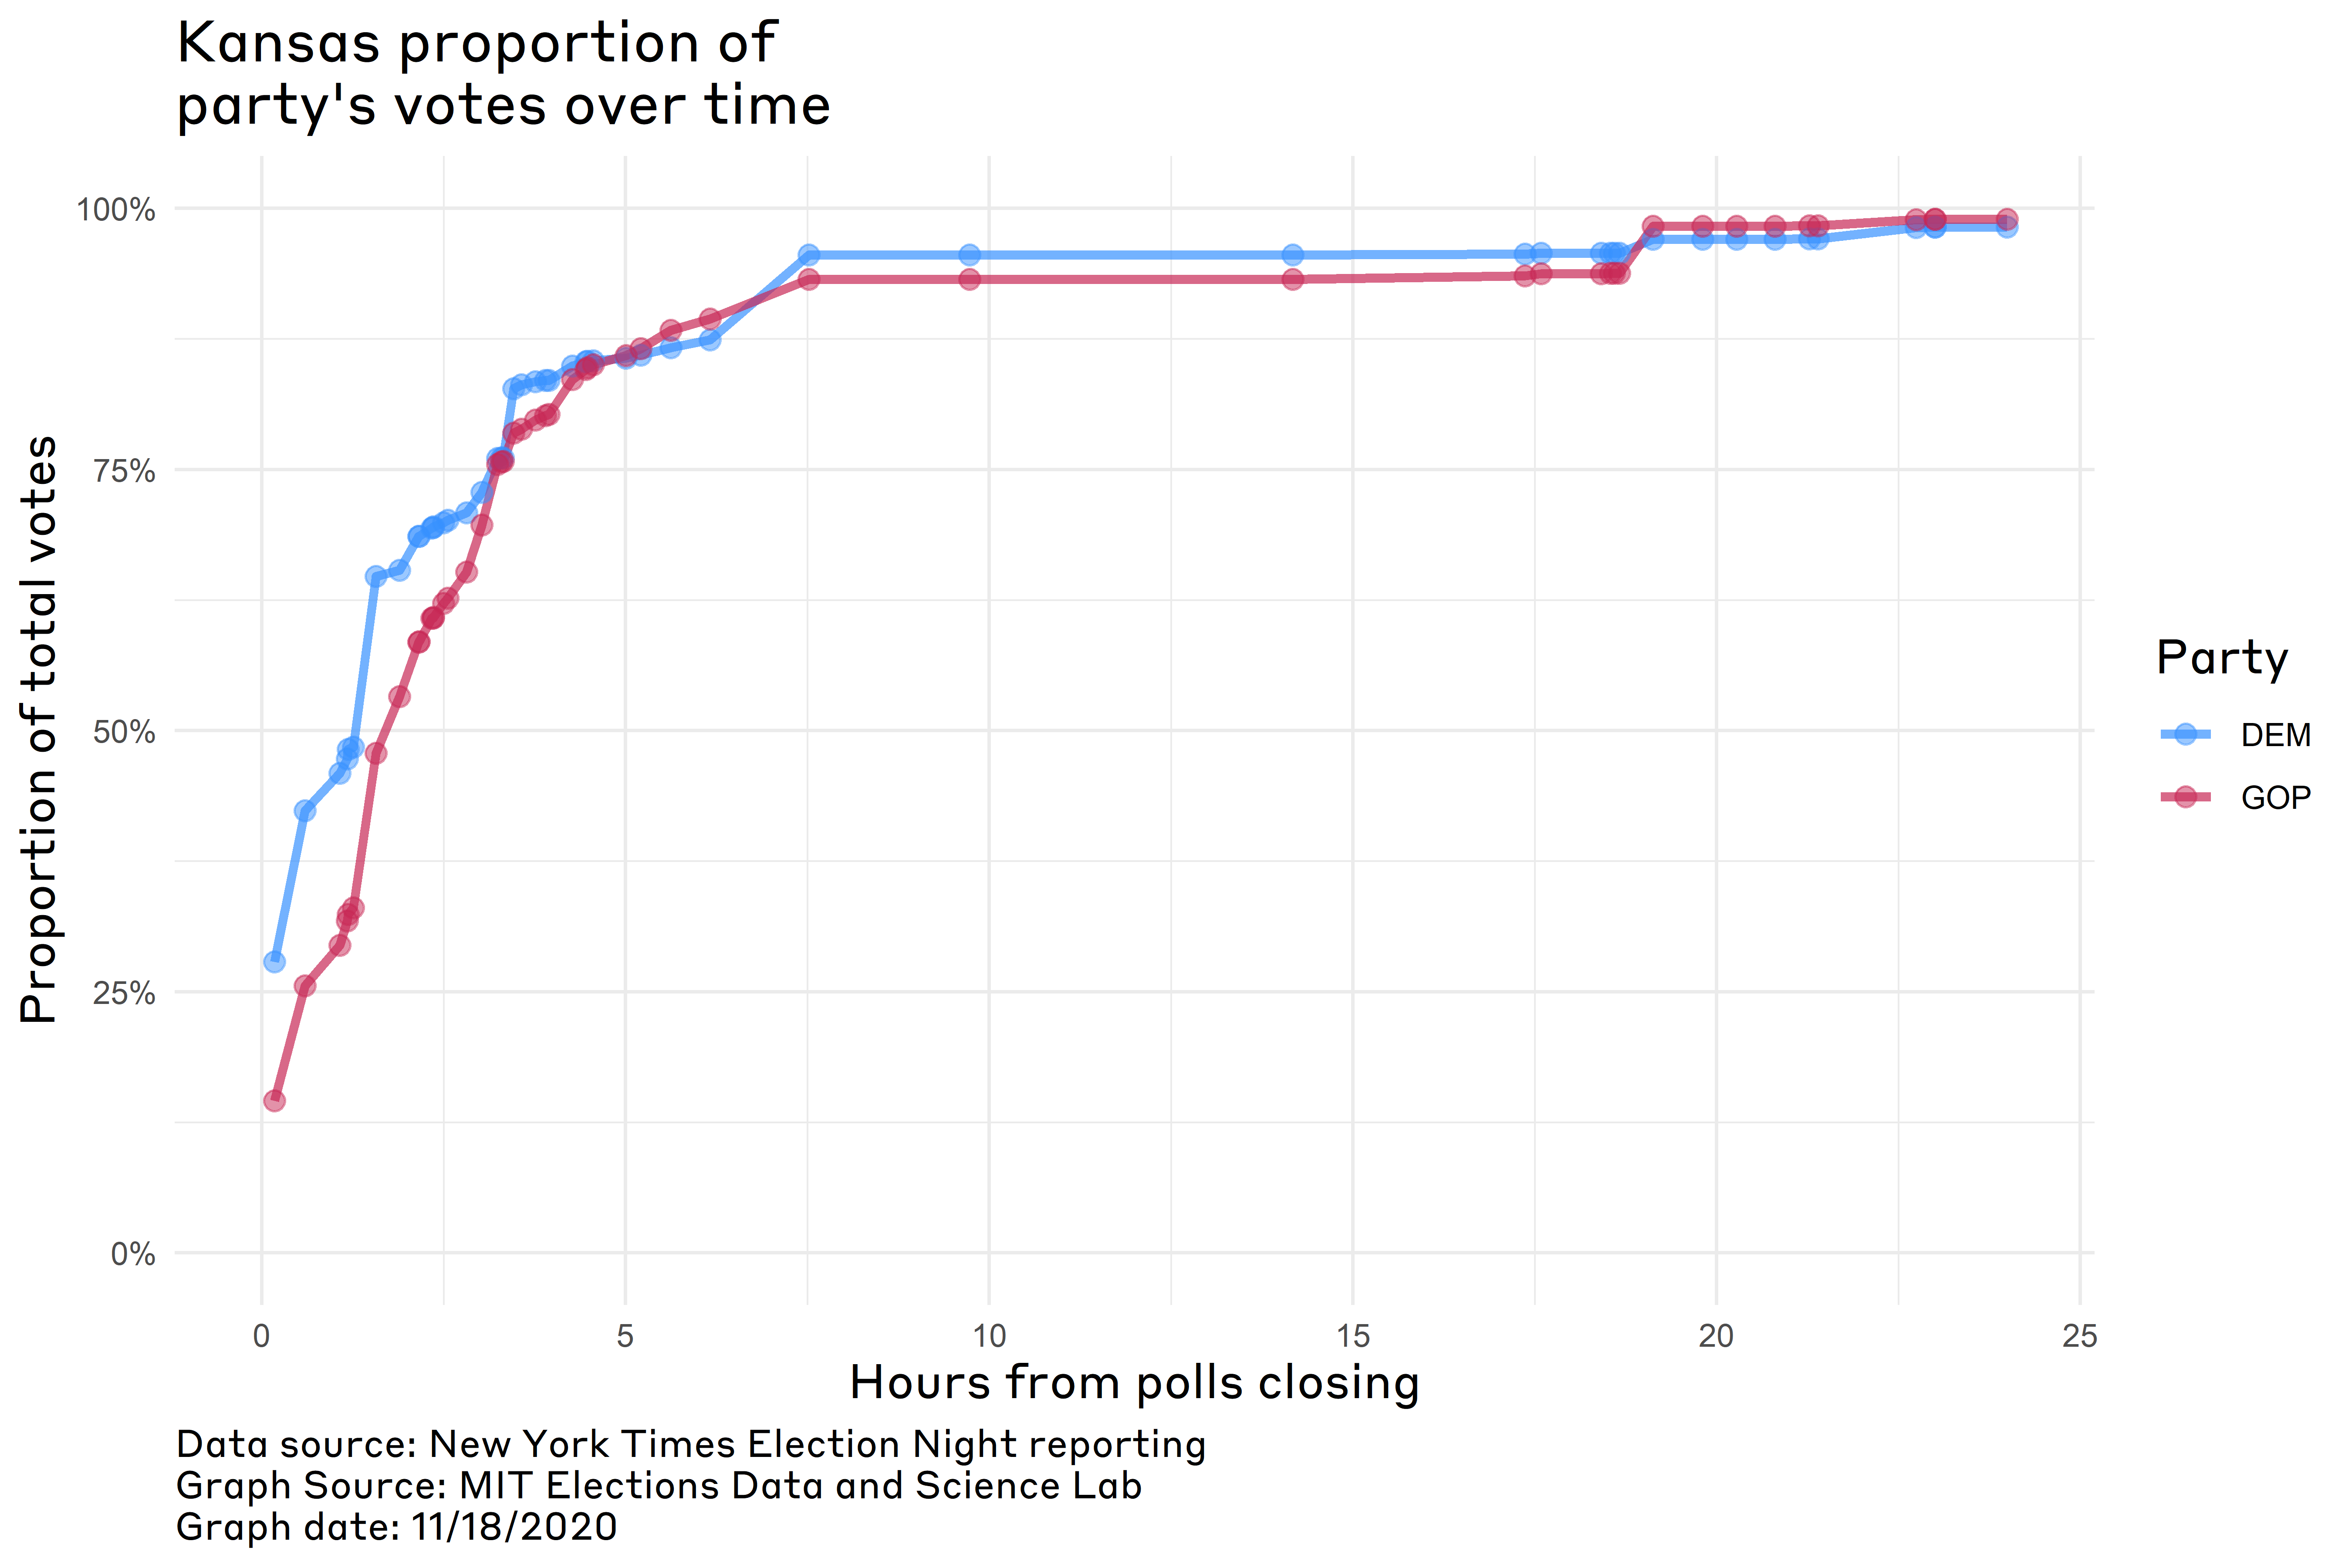 Kansas proportion of
party's votes over time
Proportion of total votes
100%
75%
50%
25%
0%
0 5 10 15 20 25
Hours from polls closing
Party
DEM
GOP
Data source: New York Times Election Night reporting
Graph Source: MIT Elections Data and Science Lab
Graph date: 11/18/2020